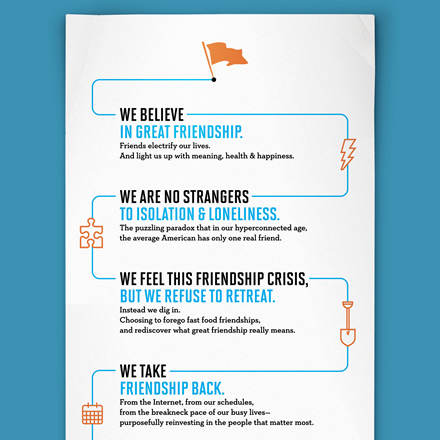 WE BELIEVE
IN GREAT FRIENDSHIP.
Friends electrify our lives.
And light us up with meaning, health & happiness.
WE ARE NO STRANGERS
TO ISOLATION & LONELINESS.
The puzzling paradox that in our hyperconnected age,
the average American has only one real friend.
WE FEEL THIS FRIENDSHIP CRISIS,
BUT WE REFUSE TO RETREAT.
Instead we dig in.
Choosing to forego fast food friendships,
and rediscover what great friendship really means.
WE TAKE
FRIENDSHIP BACK.
From the Internet, from our schedules,
from the breakneck pace of our busy lives—
purposefully reinvesting in the people that matter most.